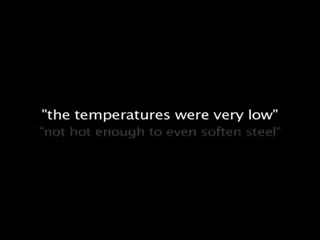 "the temperatures were very low"
"not hot enough to even soften steel"